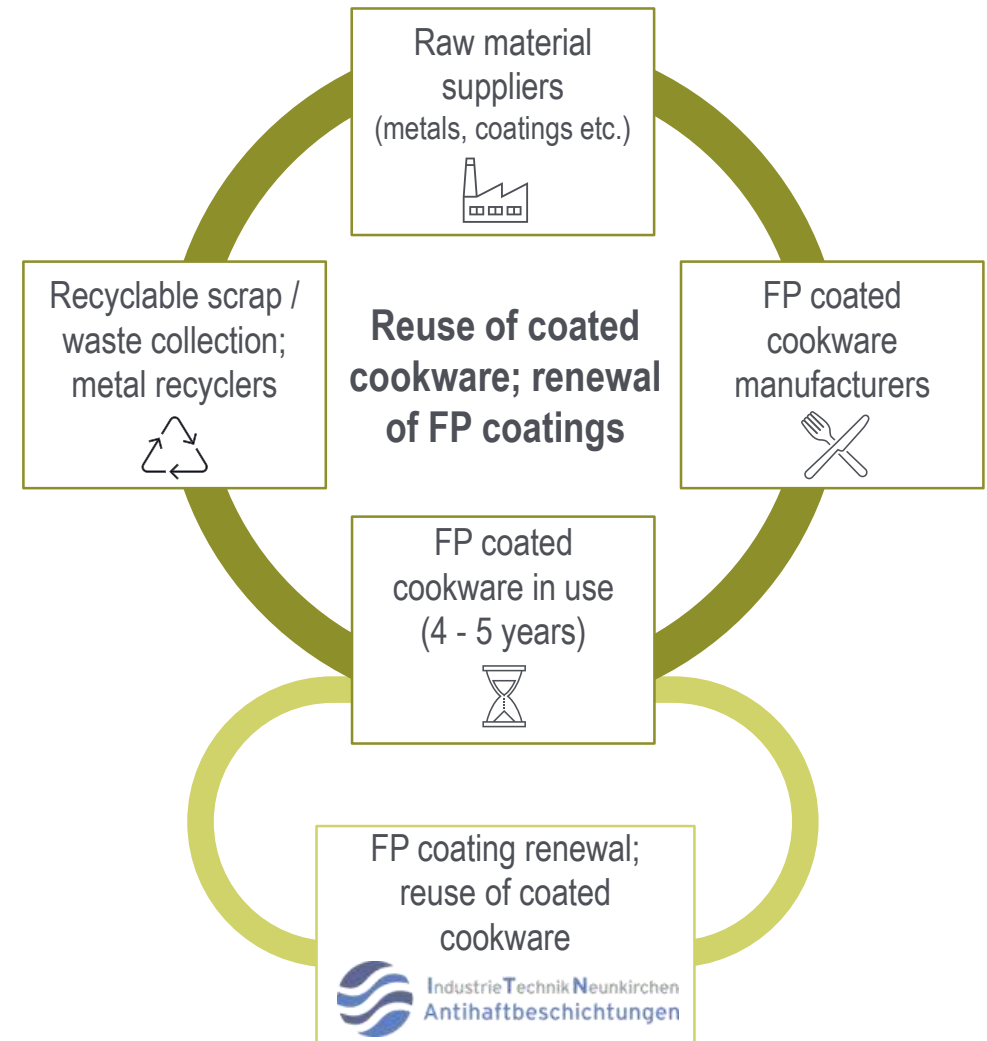 Raw material
suppliers
(metals, coatings etc.)
Recyclable scrap /
waste collection;
metal recyclers
Reuse of coated
cookware; renewal
of FP coatings
FP coated
cookware
manufacturers
FP coated
cookware in use
(4 - 5 years)
FP coating renewal;
reuse of coated
cookware
IndustrieTechnikNeunkirchen
Antihaftbeschichtungen